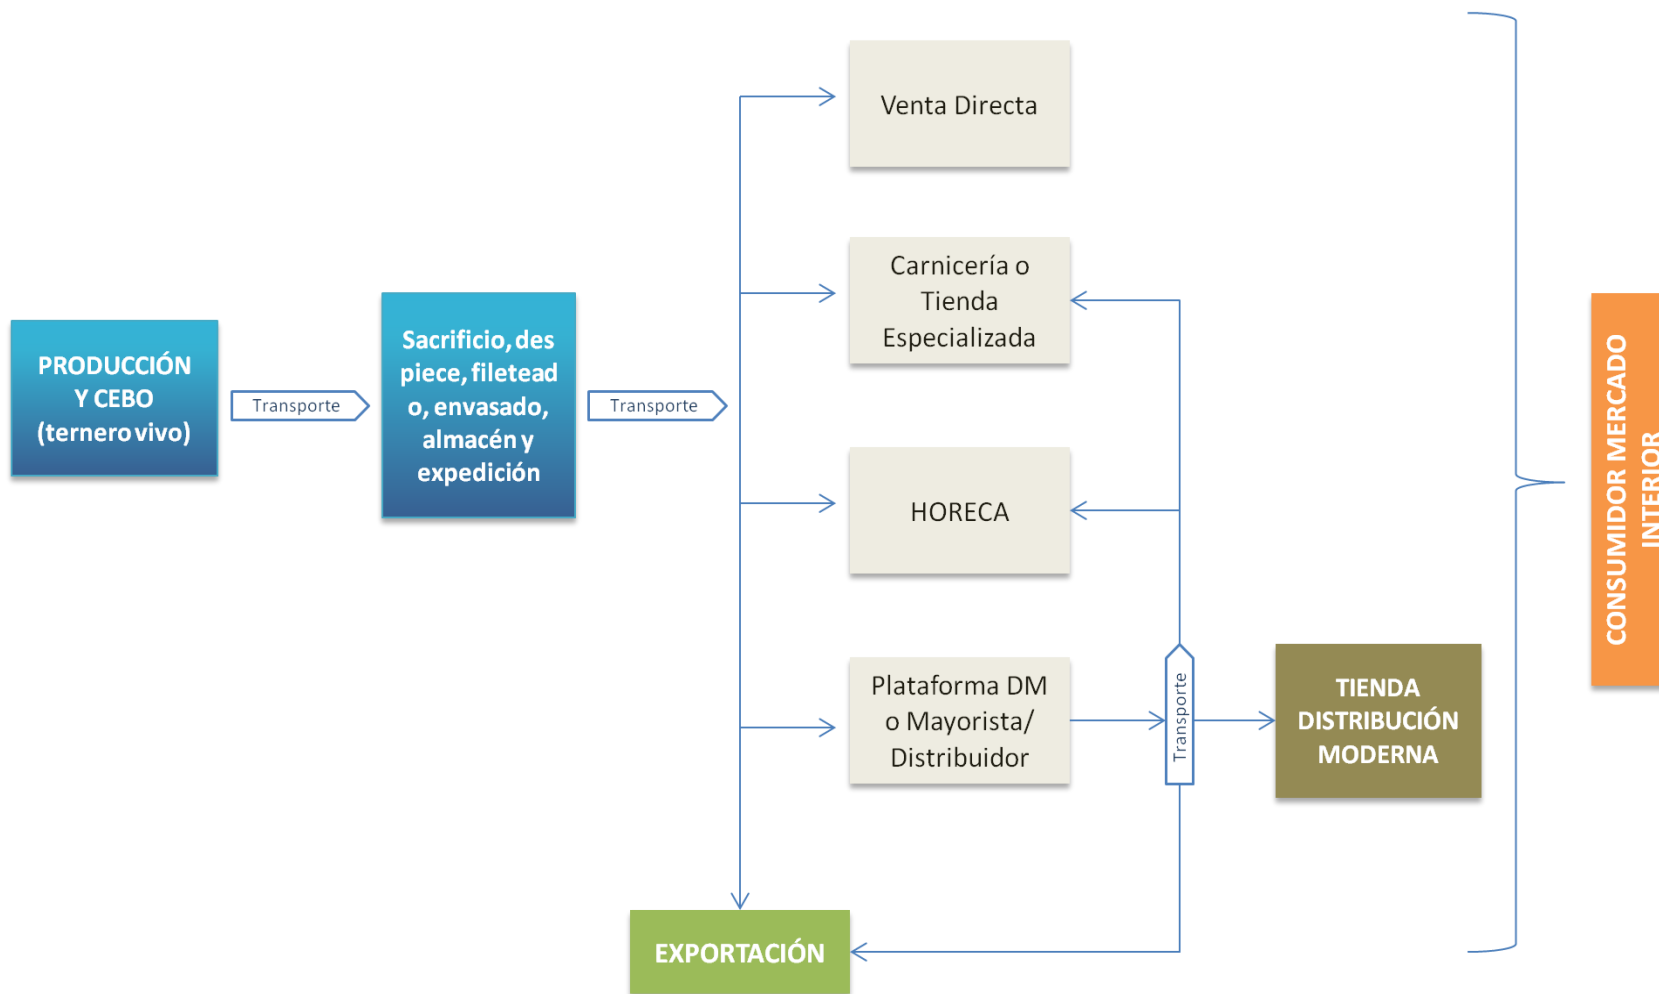 PRODUCCIÓN
Y CEBO
(ternero vivo)
Transporte
Sacrificio, des
piece, filetead
o, envasado,
almacén y
expedición
Transporte
Venta Directa
Carnicería o
Tienda
Especializada
HORECA
Plataforma DM
o Mayorista/
Distribuidor
Transporte
TIENDA
DISTRIBUCIÓN
MODERNA
EXPORTACIÓN
CONSUMIDOR MERCADO
INTERIOR